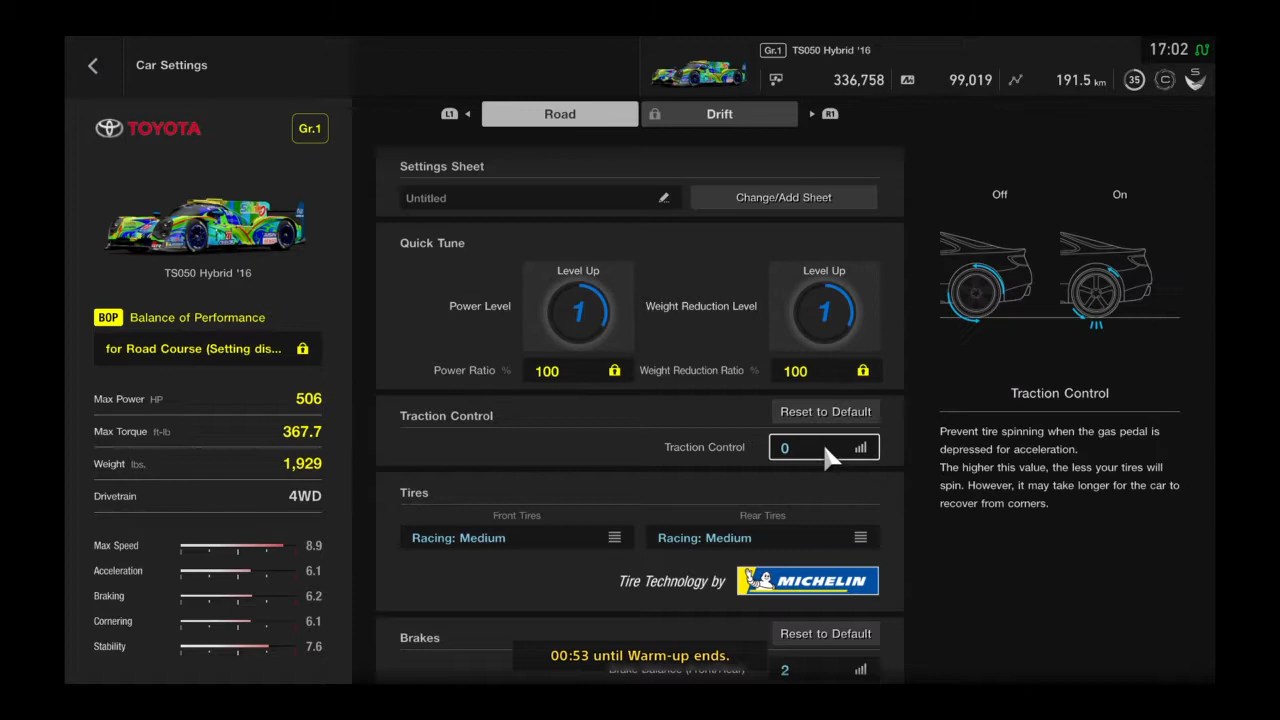 Car Settings
Gr.1 TS050 Hybrid '16
17:02
336,758
99,019
191.5 km
35
C
S
L1
Road
Drift
R1
TOYOTA
Gr.1
TS050 Hybrid '16
BOP Balance of Performance
for Road Course (Setting dis...
Max Power HP 506
Max Torque ft-lb 367.7
Weight lbs. 1,929
Drivetrain 4WD
Max Speed 8.9
Acceleration 6.1
Braking 6.2
Cornering 6.1
Stability 7.6
Settings Sheet
Untitled
Change/Add Sheet
Quick Tune
Level Up
Level Up
Power Level 1
Weight Reduction Level 1
Power Ratio % 100
Weight Reduction Ratio % 100
Traction Control
Reset to Default
Traction Control 0
Tires
Front Tires
Rear Tires
Racing: Medium
Racing: Medium
Tire Technology by
MICHELIN
Brakes
Reset to Default
Brake Balance (Front/Rear) 2
00:53 until Warm-up ends.
Off
On
Traction Control
Prevent tire spinning when the gas pedal is
depressed for acceleration.
The higher this value, the less your tires will
spin. However, it may take longer for the car to
recover from corners.